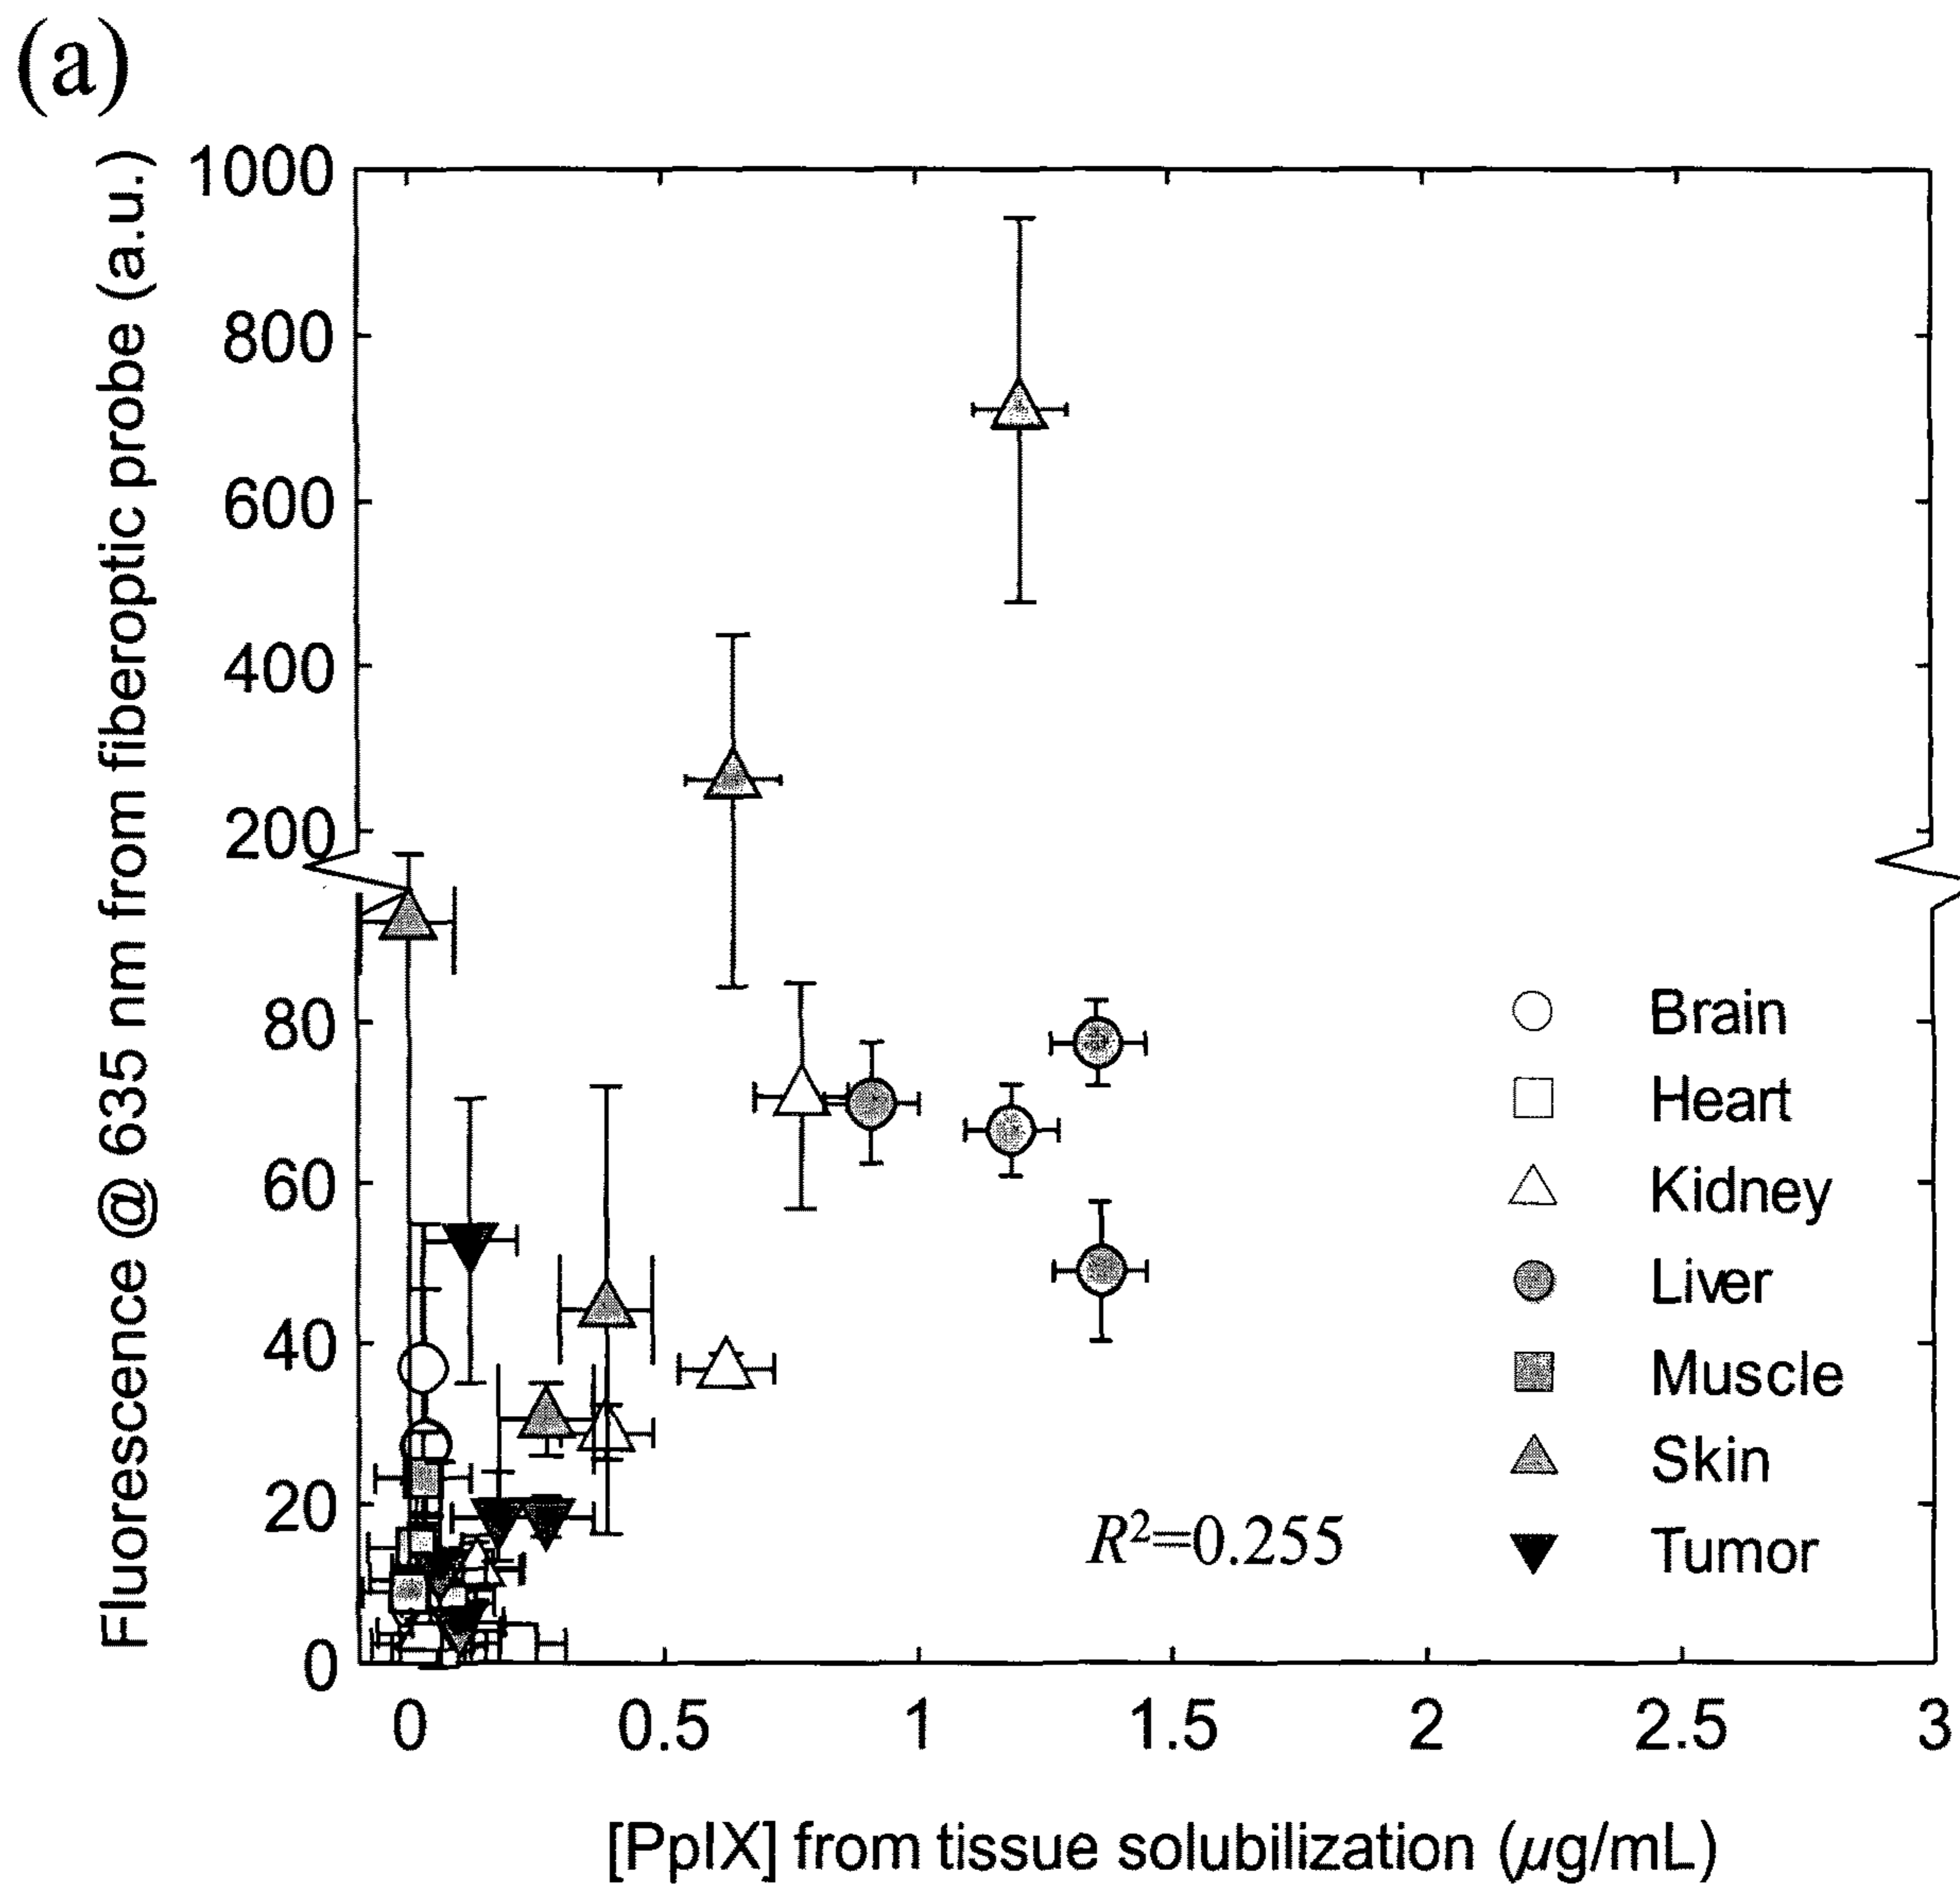 (a)
Fluorescence @ 635 nm from fiberoptic probe (a.u.)
1000
800
600
400
200
80
60
40
20
0
Brain
Heart
Kidney
Liver
Muscle
Skin
Tumor
R²=0.255
0 0.5 1 1.5 2 2.5 3
[PpIX] from tissue solubilization (μg/mL)